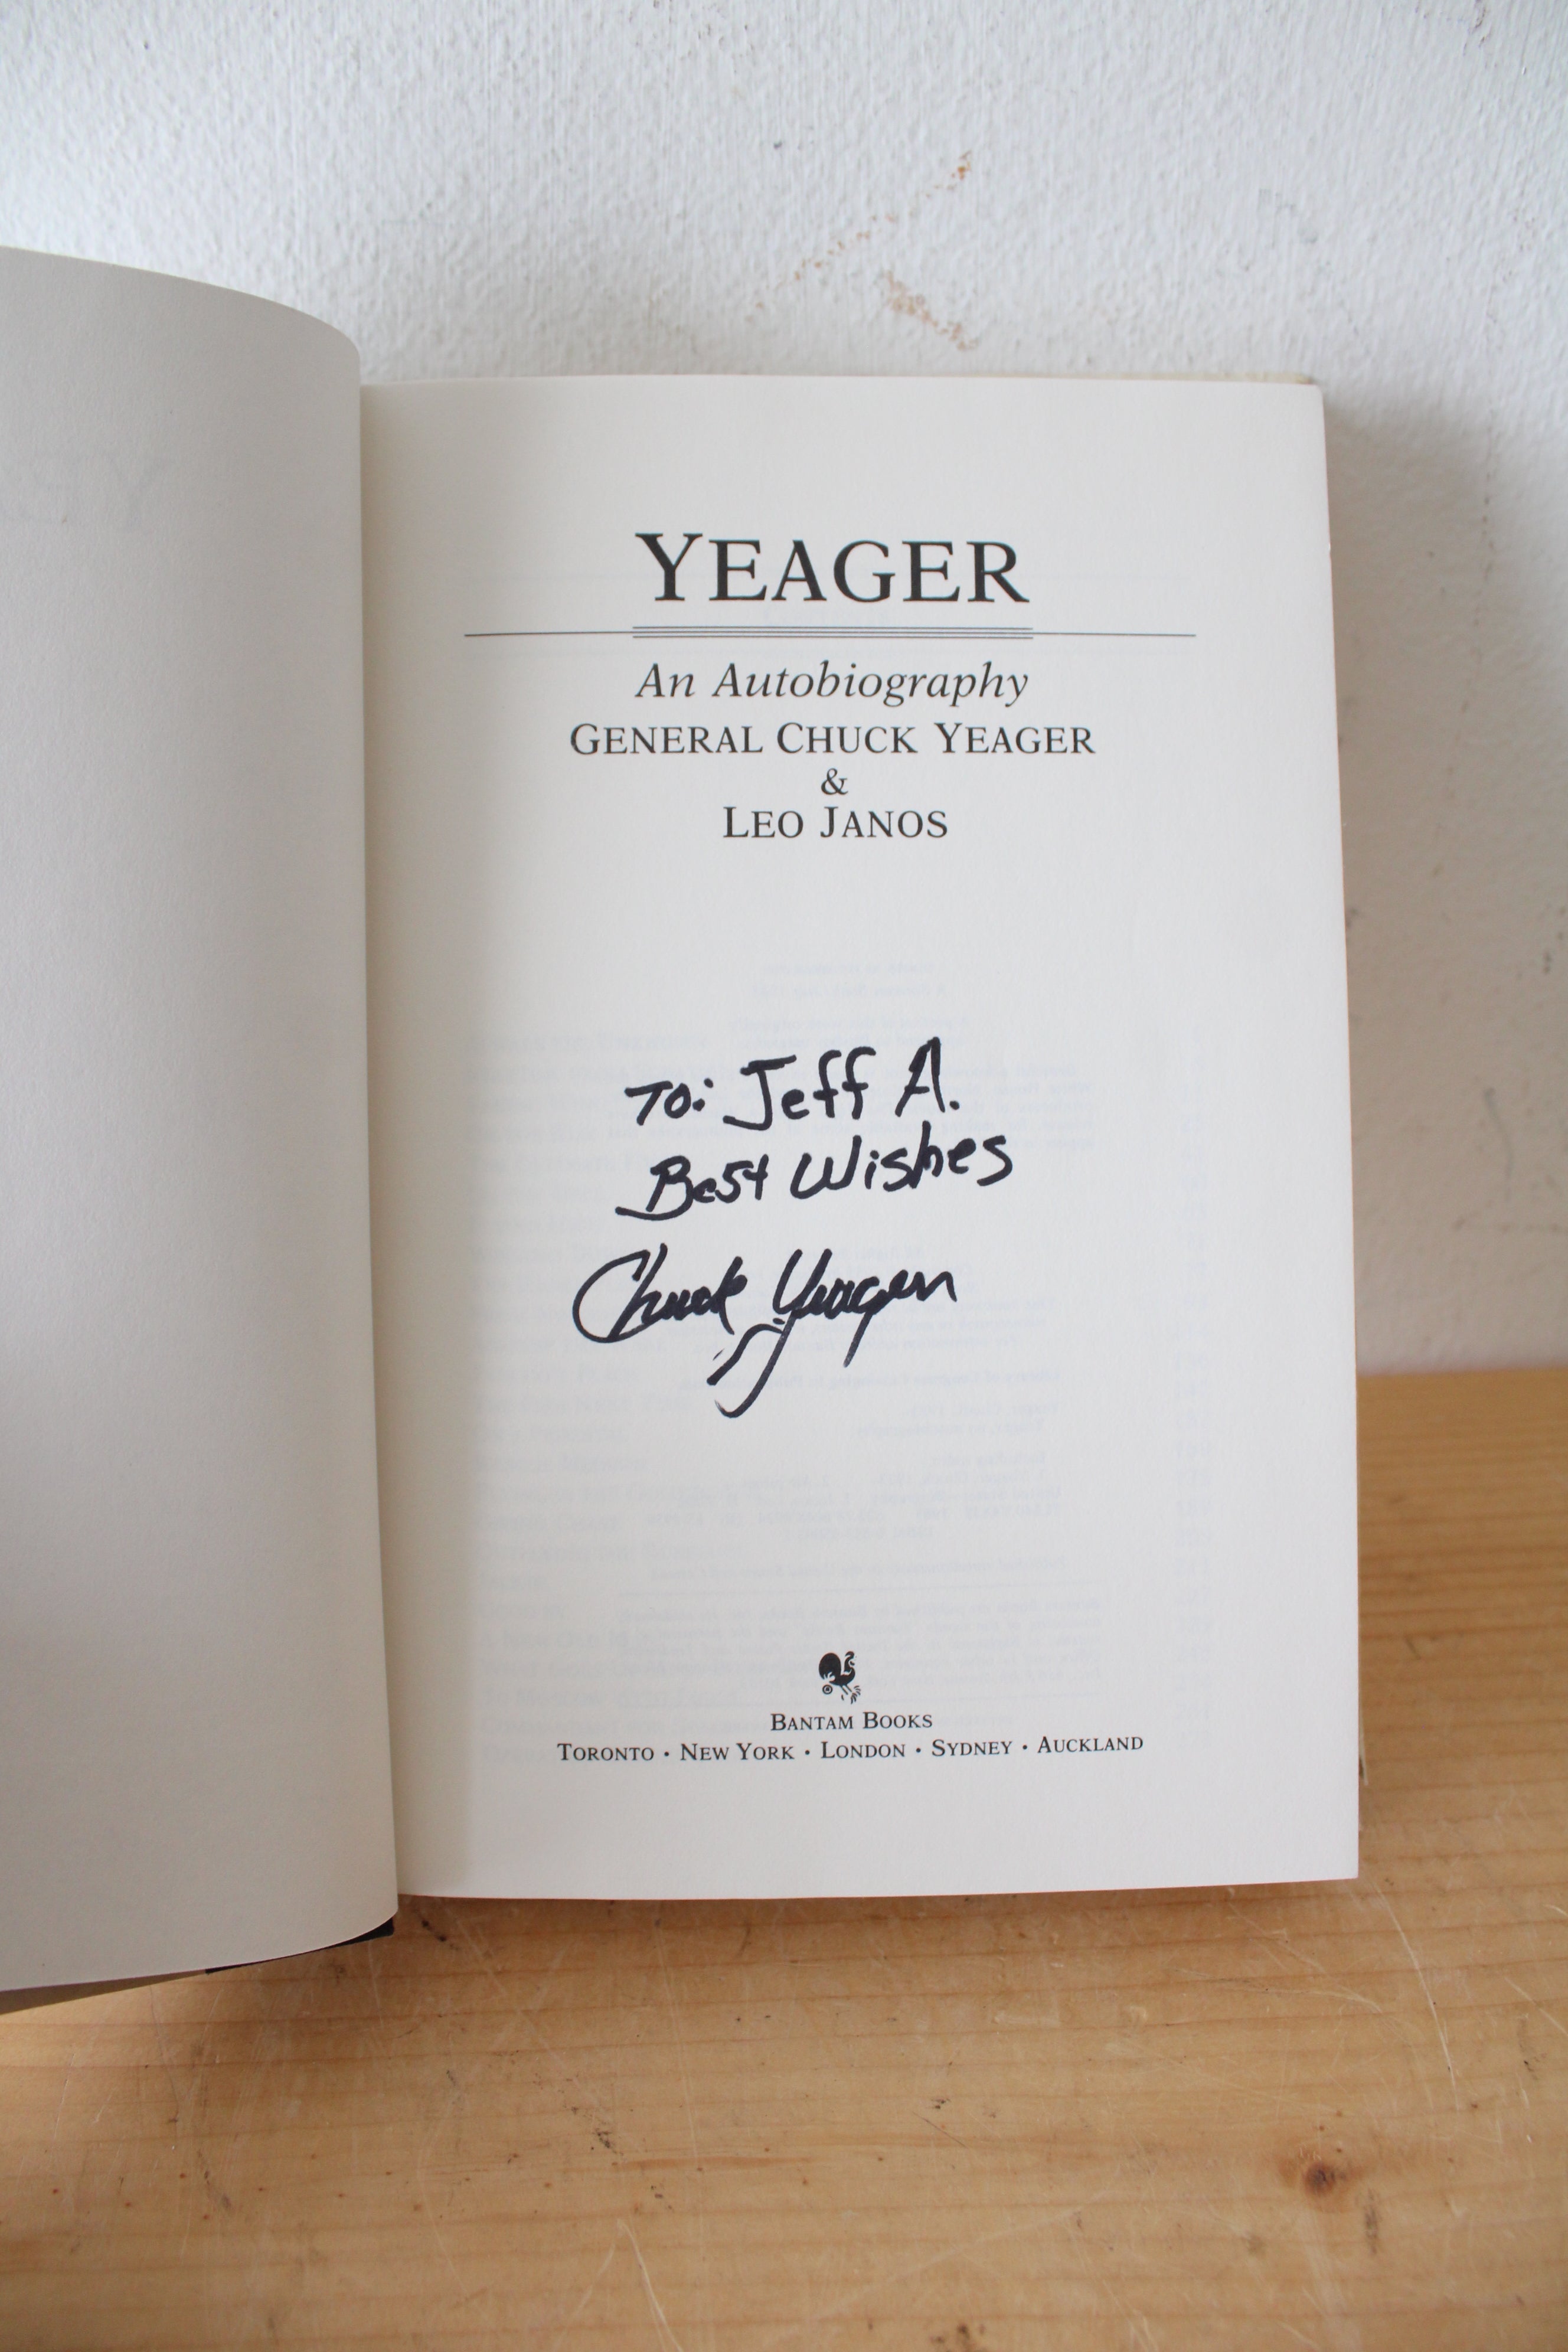 YEAGER
An Autobiography
GENERAL CHUCK YEAGER
&
LEO JANOS
TO: Jeff A.
Best Wishes
Chuck Yeager
BANTAM BOOKS
TORONTO • NEW YORK • LONDON • SYDNEY • AUCKLAND